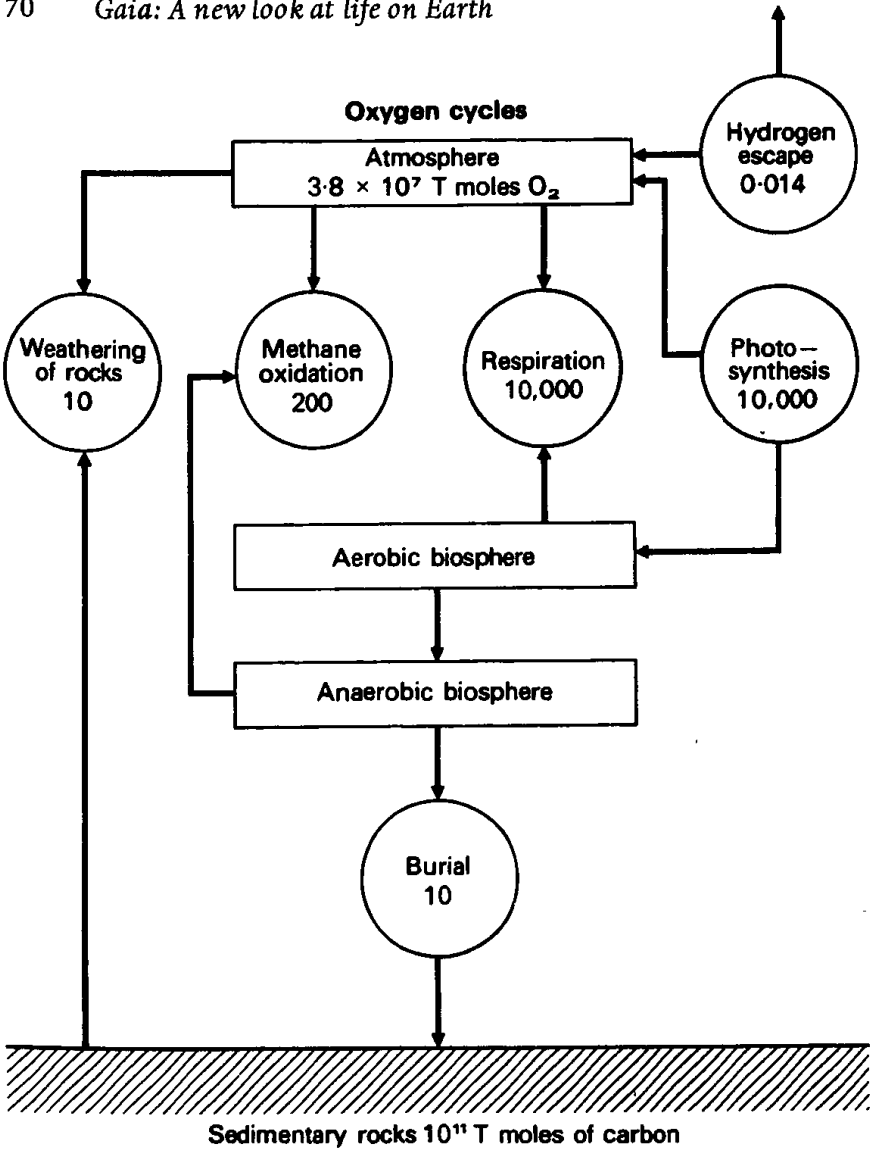 70 Gaia: A new look at life on Earth
Oxygen cycles
Hydrogen
escape
0·014
Atmosphere
3·8 × 10⁷ T moles O₂
Weathering
of rocks
10
Methane
oxidation
200
Respiration
10,000
Photo—
synthesis
10,000
Aerobic biosphere
Anaerobic biosphere
Burial
10
Sedimentary rocks 10¹¹ T moles of carbon